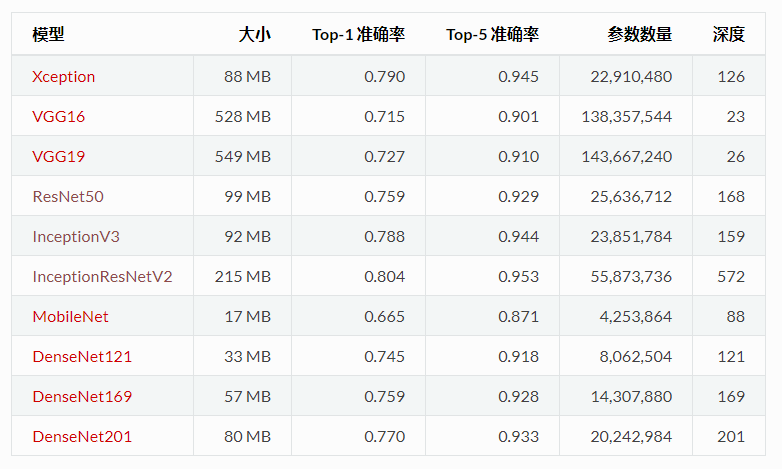 模型 大小 Top-1 准确率 Top-5 准确率 参数数量 深度
Xception 88 MB 0.790 0.945 22,910,480 126
VGG16 528 MB 0.715 0.901 138,357,544 23
VGG19 549 MB 0.727 0.910 143,667,240 26
ResNet50 99 MB 0.759 0.929 25,636,712 168
InceptionV3 92 MB 0.788 0.944 23,851,784 159
InceptionResNetV2 215 MB 0.804 0.953 55,873,736 572
MobileNet 17 MB 0.665 0.871 4,253,864 88
DenseNet121 33 MB 0.745 0.918 8,062,504 121
DenseNet169 57 MB 0.759 0.928 14,307,880 169
DenseNet201 80 MB 0.770 0.933 20,242,984 201